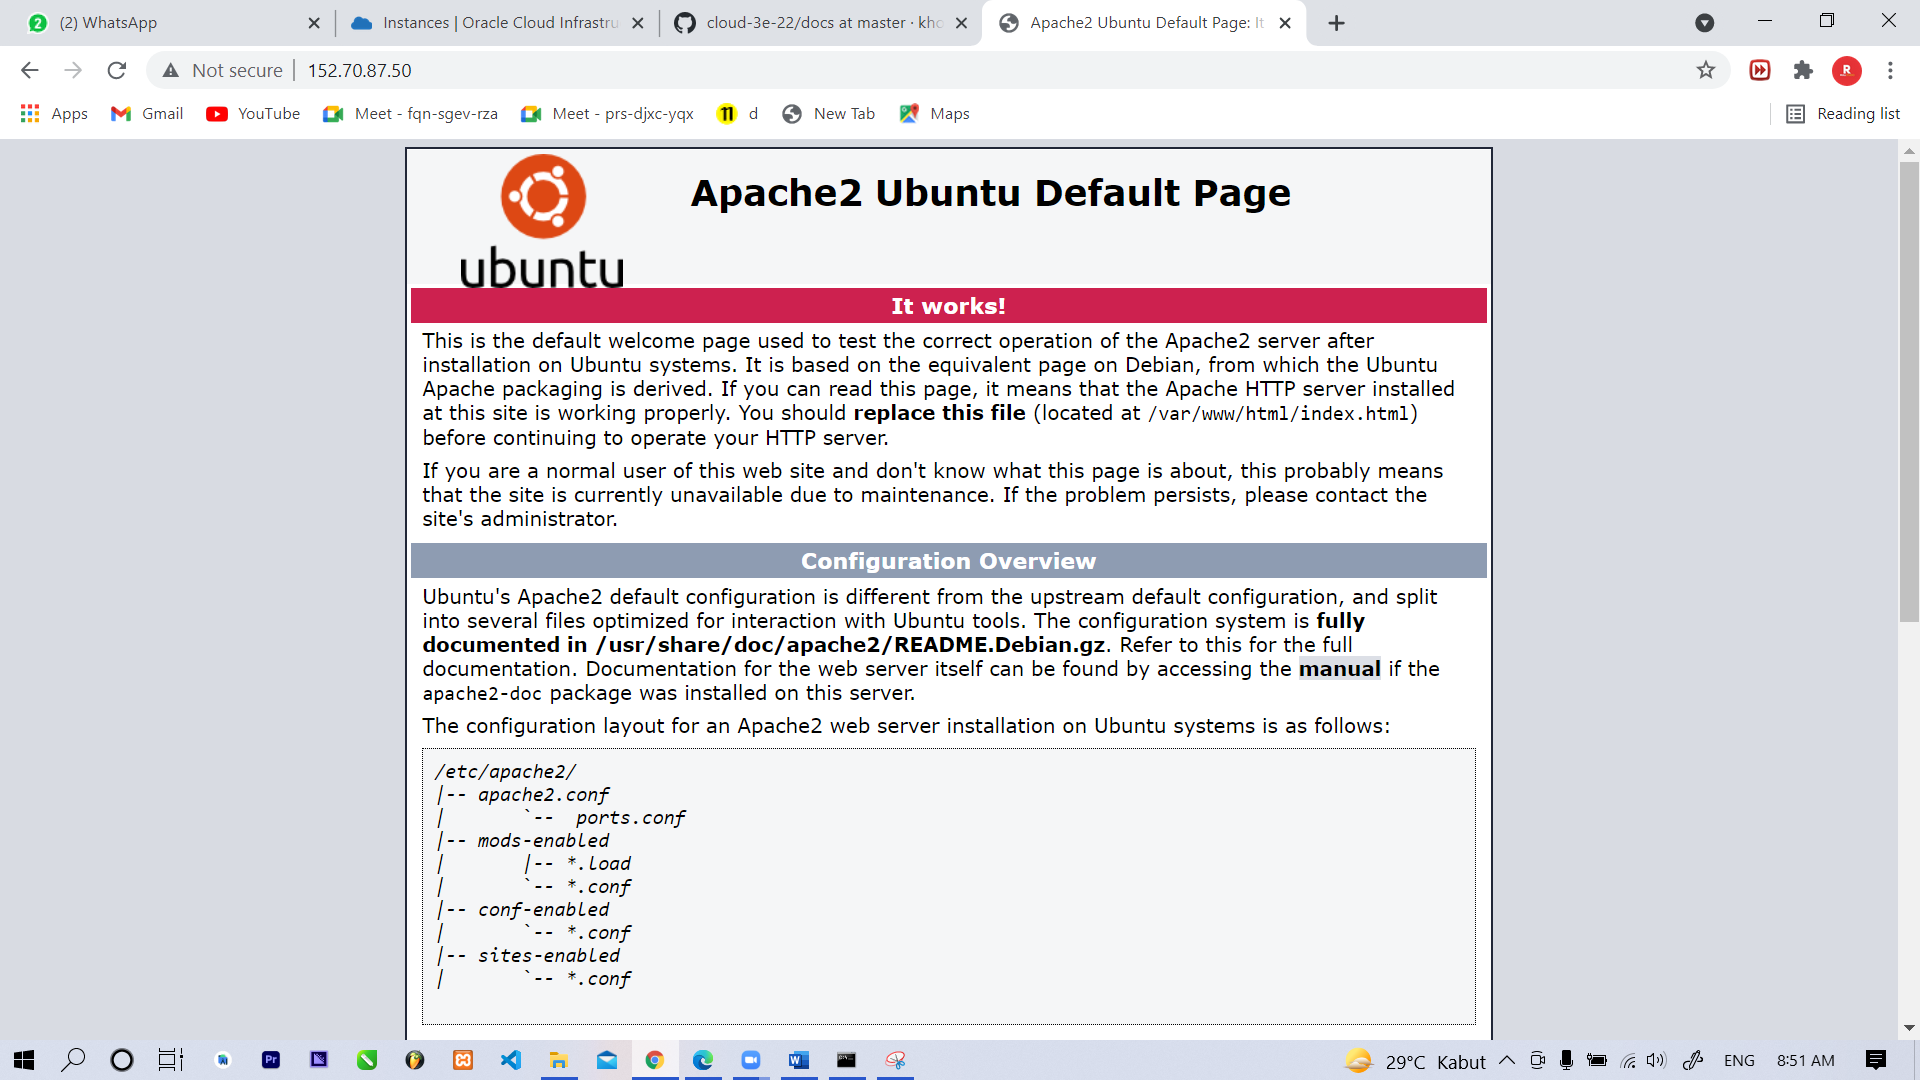 (2) WhatsApp
Instances | Oracle Cloud Infrastru
cloud-3e-22/docs at master · kho
Apache2 Ubuntu Default Page: It
Not secure
152.70.87.50
Apps
Gmail
YouTube
Meet - fqn-sgev-rza
Meet - prs-djxc-yqx
d
New Tab
Maps
Reading list
ubuntu
Apache2 Ubuntu Default Page
It works!
This is the default welcome page used to test the correct operation of the Apache2 server after
installation on Ubuntu systems. It is based on the equivalent page on Debian, from which the Ubuntu
Apache packaging is derived. If you can read this page, it means that the Apache HTTP server installed
at this site is working properly. You should replace this file (located at /var/www/html/index.html)
before continuing to operate your HTTP server.
If you are a normal user of this web site and don't know what this page is about, this probably means
that the site is currently unavailable due to maintenance. If the problem persists, please contact the
site's administrator.
Configuration Overview
Ubuntu's Apache2 default configuration is different from the upstream default configuration, and split
into several files optimized for interaction with Ubuntu tools. The configuration system is fully
documented in /usr/share/doc/apache2/README.Debian.gz. Refer to this for the full
documentation. Documentation for the web server itself can be found by accessing the manual if the
apache2-doc package was installed on this server.
The configuration layout for an Apache2 web server installation on Ubuntu systems is as follows:
/etc/apache2/
|-- apache2.conf
|       `--  ports.conf
|-- mods-enabled
|       |-- *.load
|       `-- *.conf
|-- conf-enabled
|       `-- *.conf
|-- sites-enabled
|       `-- *.conf
29°C Kabut
ENG
8:51 AM